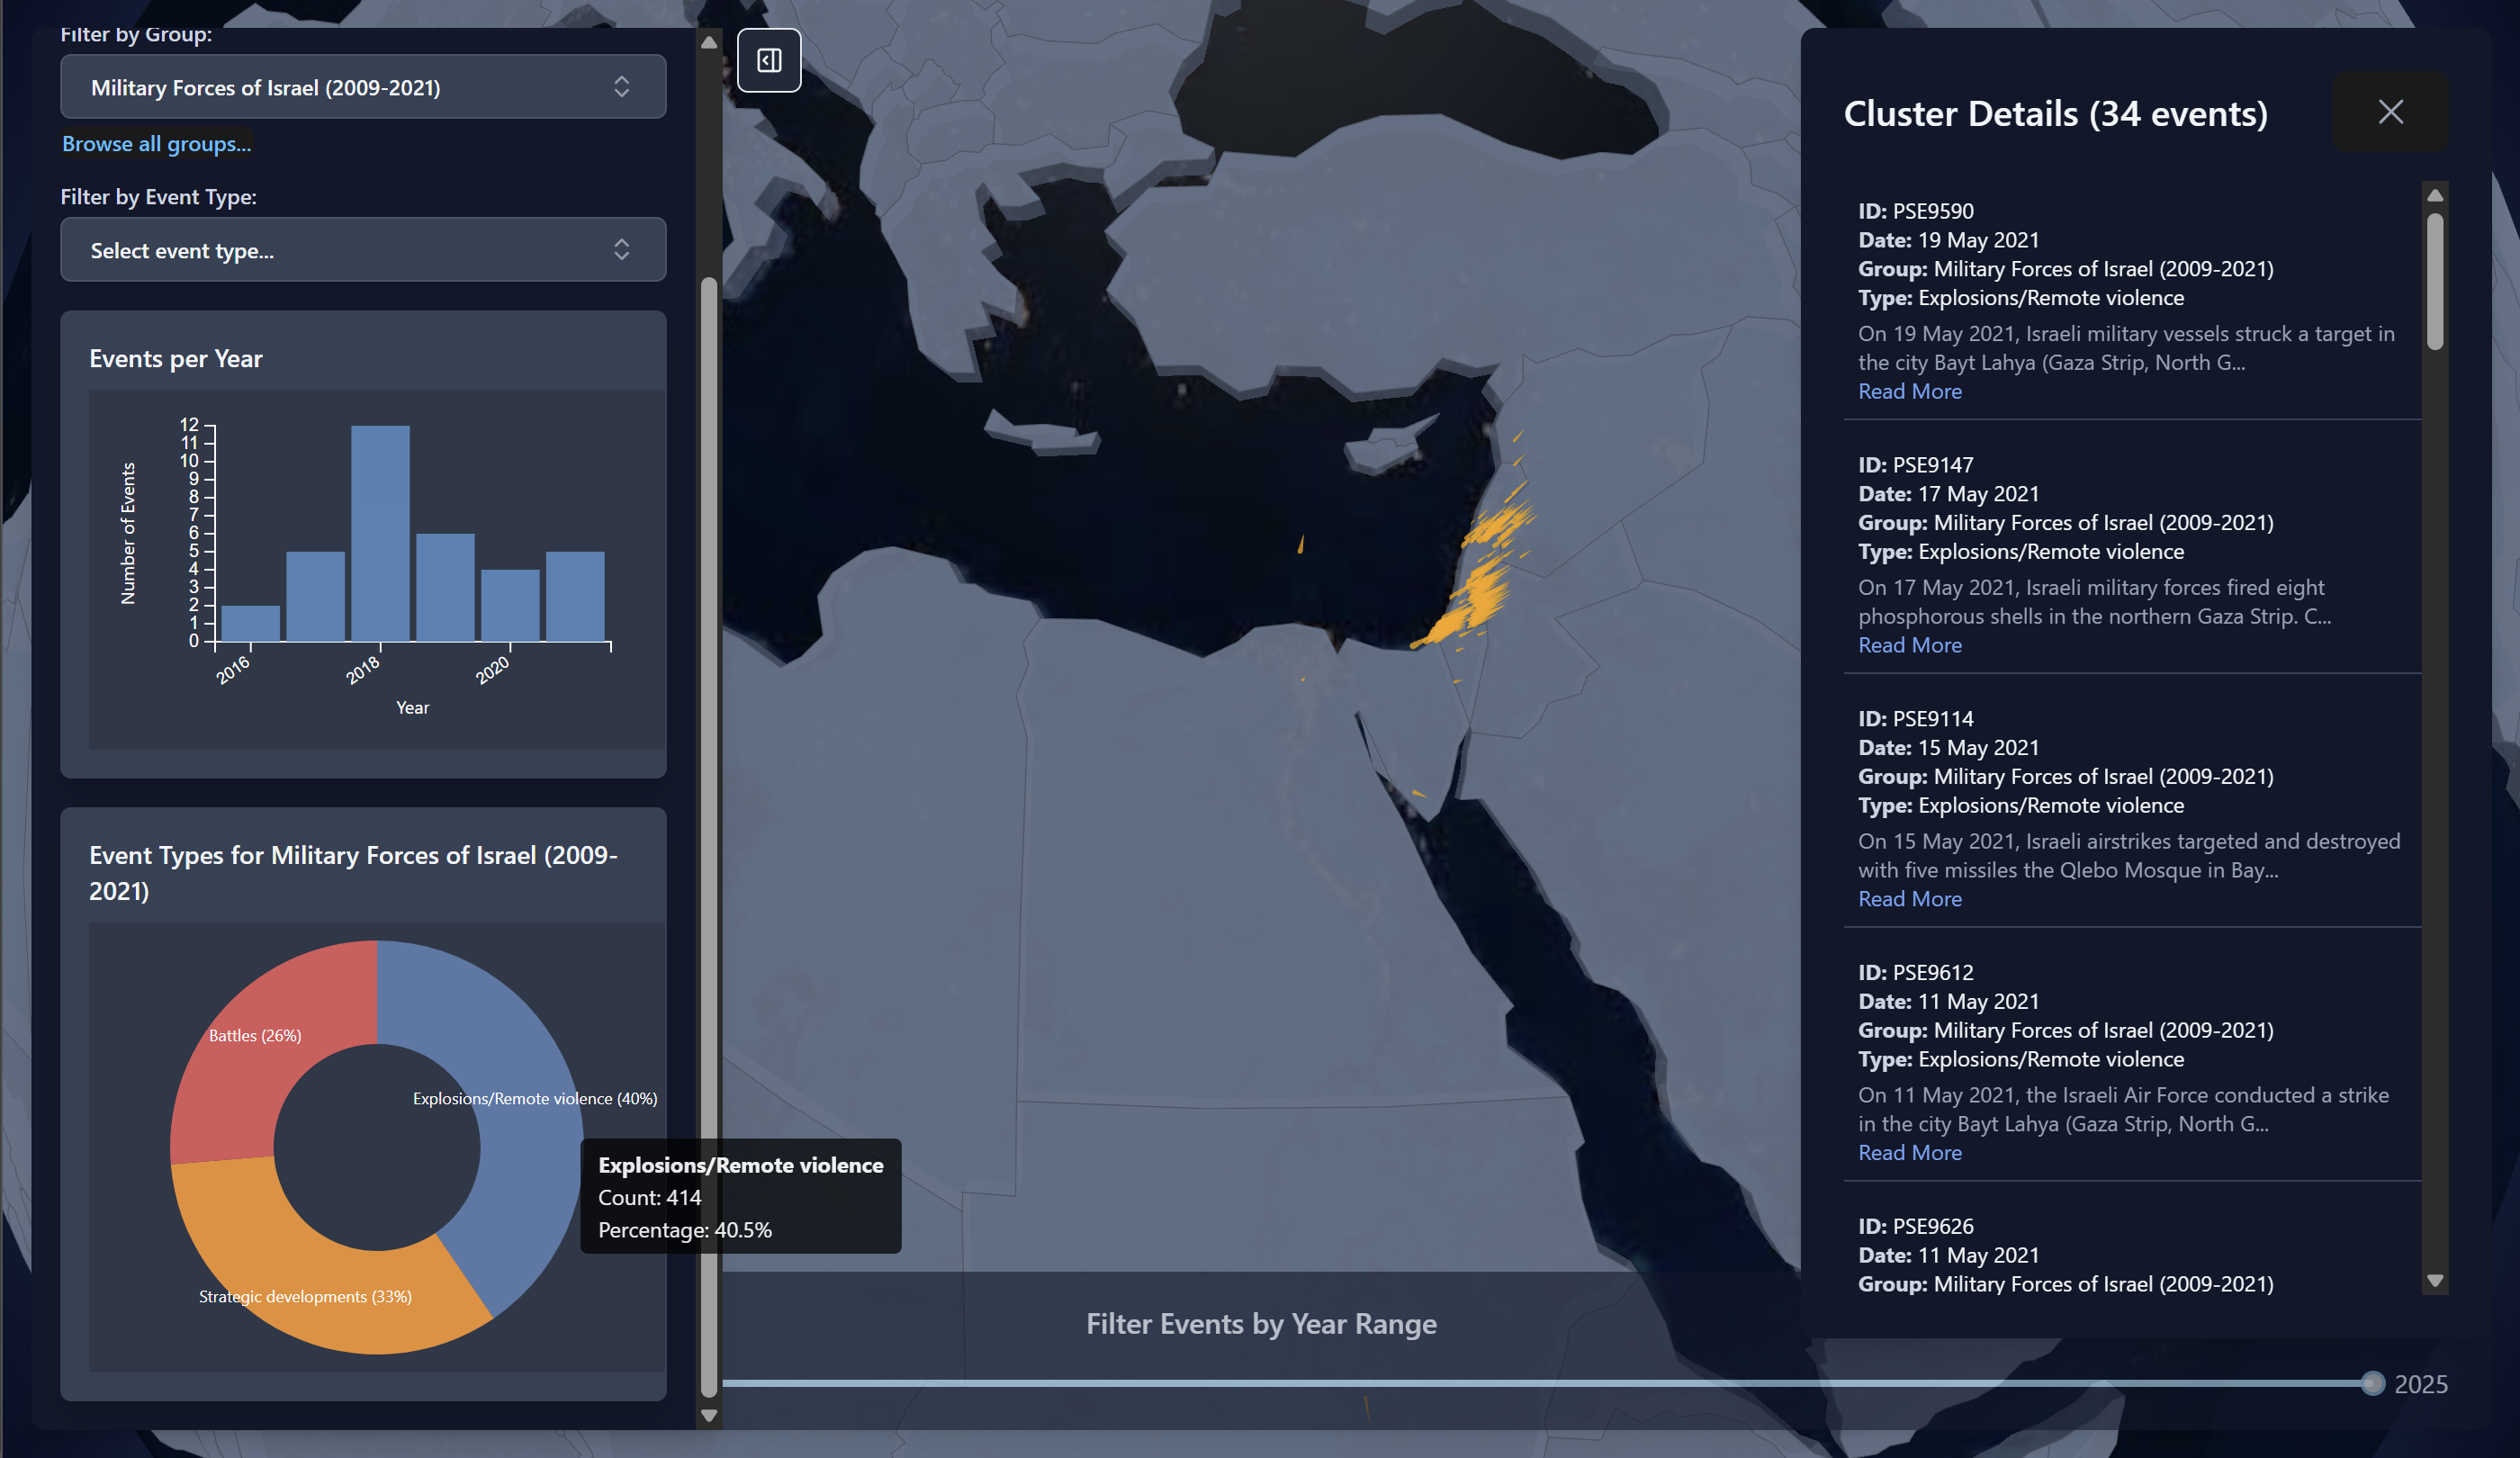 Filter by Group:
Military Forces of Israel (2009-2021)
Browse all groups...
Filter by Event Type:
Select event type...
Events per Year
Number of Events
12
11
10
9
8
7
6
5
4
3
2
1
0
2016
2018
2020
Year
Event Types for Military Forces of Israel (2009-
2021)
Battles (26%)
Explosions/Remote violence (40%)
Strategic developments (33%)
Explosions/Remote violence
Count: 414
Percentage: 40.5%
Filter Events by Year Range
2025
Cluster Details (34 events)
ID: PSE9590
Date: 19 May 2021
Group: Military Forces of Israel (2009-2021)
Type: Explosions/Remote violence
On 19 May 2021, Israeli military vessels struck a target in
the city Bayt Lahya (Gaza Strip, North G...
Read More
ID: PSE9147
Date: 17 May 2021
Group: Military Forces of Israel (2009-2021)
Type: Explosions/Remote violence
On 17 May 2021, Israeli military forces fired eight
phosphorous shells in the northern Gaza Strip. C...
Read More
ID: PSE9114
Date: 15 May 2021
Group: Military Forces of Israel (2009-2021)
Type: Explosions/Remote violence
On 15 May 2021, Israeli airstrikes targeted and destroyed
with five missiles the Qlebo Mosque in Bay...
Read More
ID: PSE9612
Date: 11 May 2021
Group: Military Forces of Israel (2009-2021)
Type: Explosions/Remote violence
On 11 May 2021, the Israeli Air Force conducted a strike
in the city Bayt Lahya (Gaza Strip, North G...
Read More
ID: PSE9626
Date: 11 May 2021
Group: Military Forces of Israel (2009-2021)